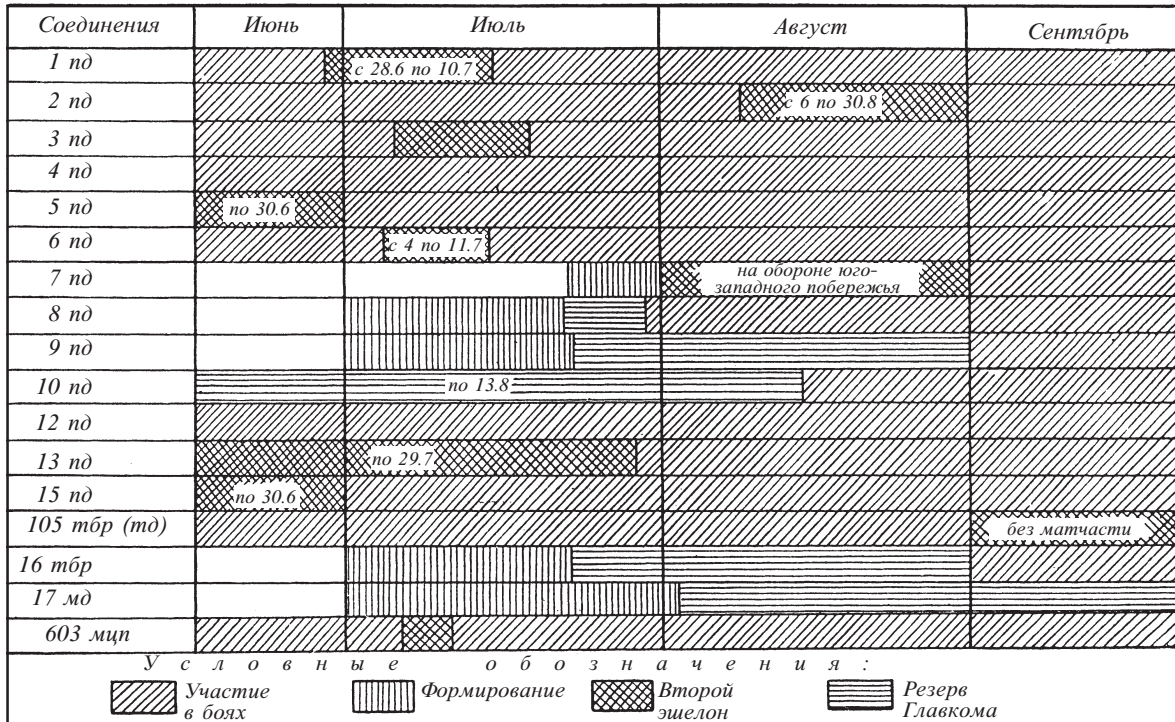 Соединения Июнь Июль Август Сентябрь
1 пд с 28.6 по 10.7
2 пд с 6 по 30.8
3 пд
4 пд
5 пд по 30.6
6 пд с 4 по 11.7
7 пд на обороне юго-
западного побережья
8 пд
9 пд
10 пд по 13.8
12 пд
13 пд по 29.7
15 пд по 30.6
105 тбр (тд) без матчасти
16 тбр
17 мд
603 мцп
Условные обозначения:
Участие Формирование Второй Резерв
в боях эшелон Главкома